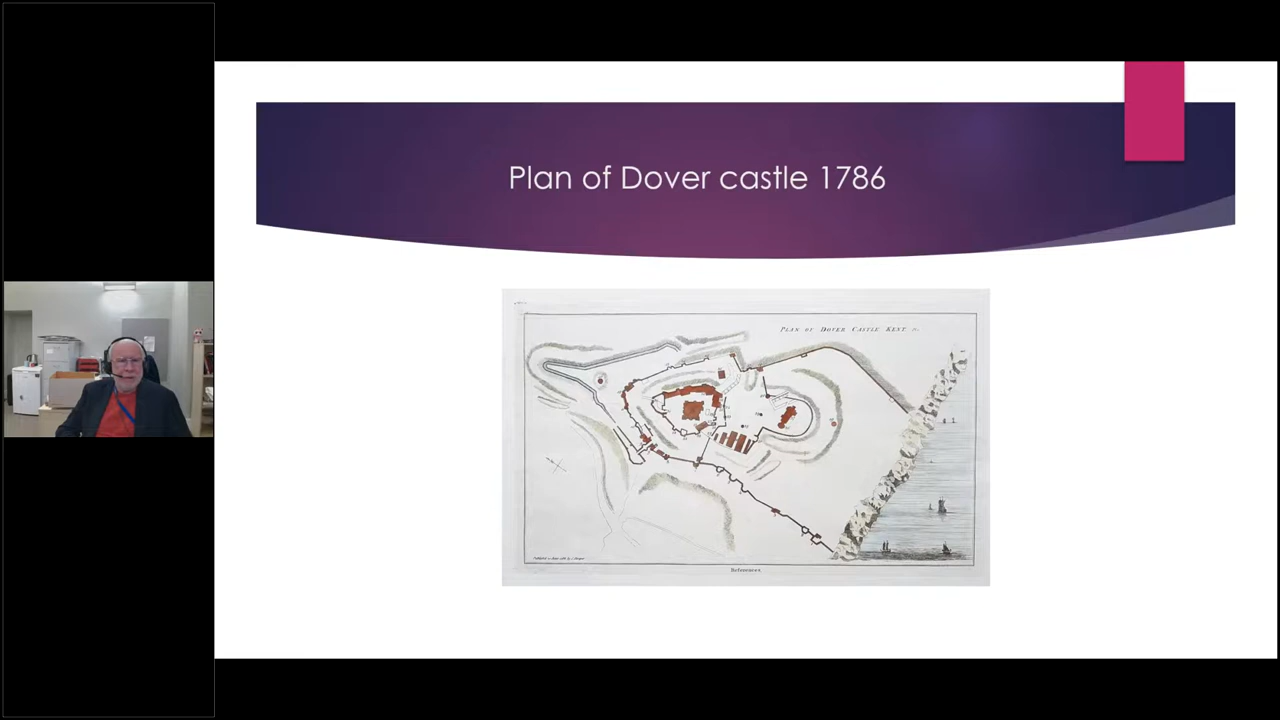 Plan of Dover castle 1786
PLAN OF DOVER CASTLE KENT.
References